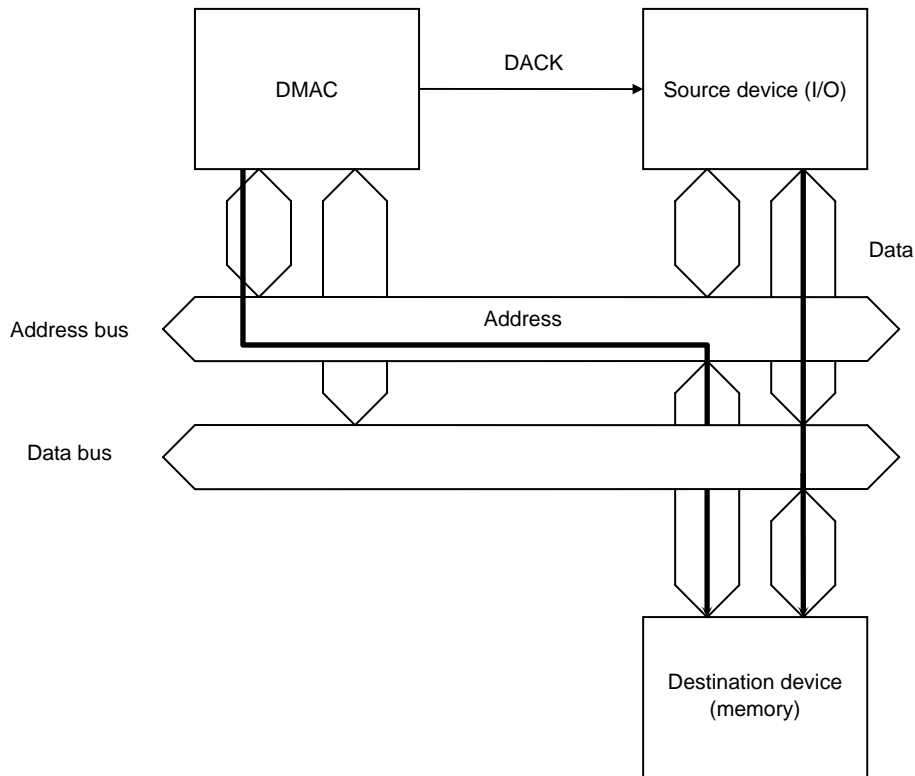 DACK
DMAC
Source device (I/O)
Data
Address
Address bus
Data bus
Destination device
(memory)